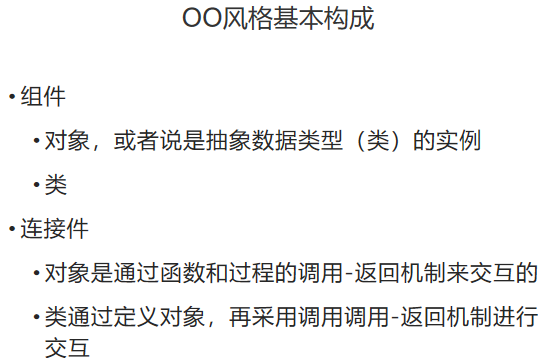 OO风格基本构成
• 组件
• 对象，或者说是抽象数据类型（类）的实例
• 类
• 连接件
• 对象是通过函数和过程的调用-返回机制来交互的
• 类通过定义对象，再采用调用调用-返回机制进行
交互